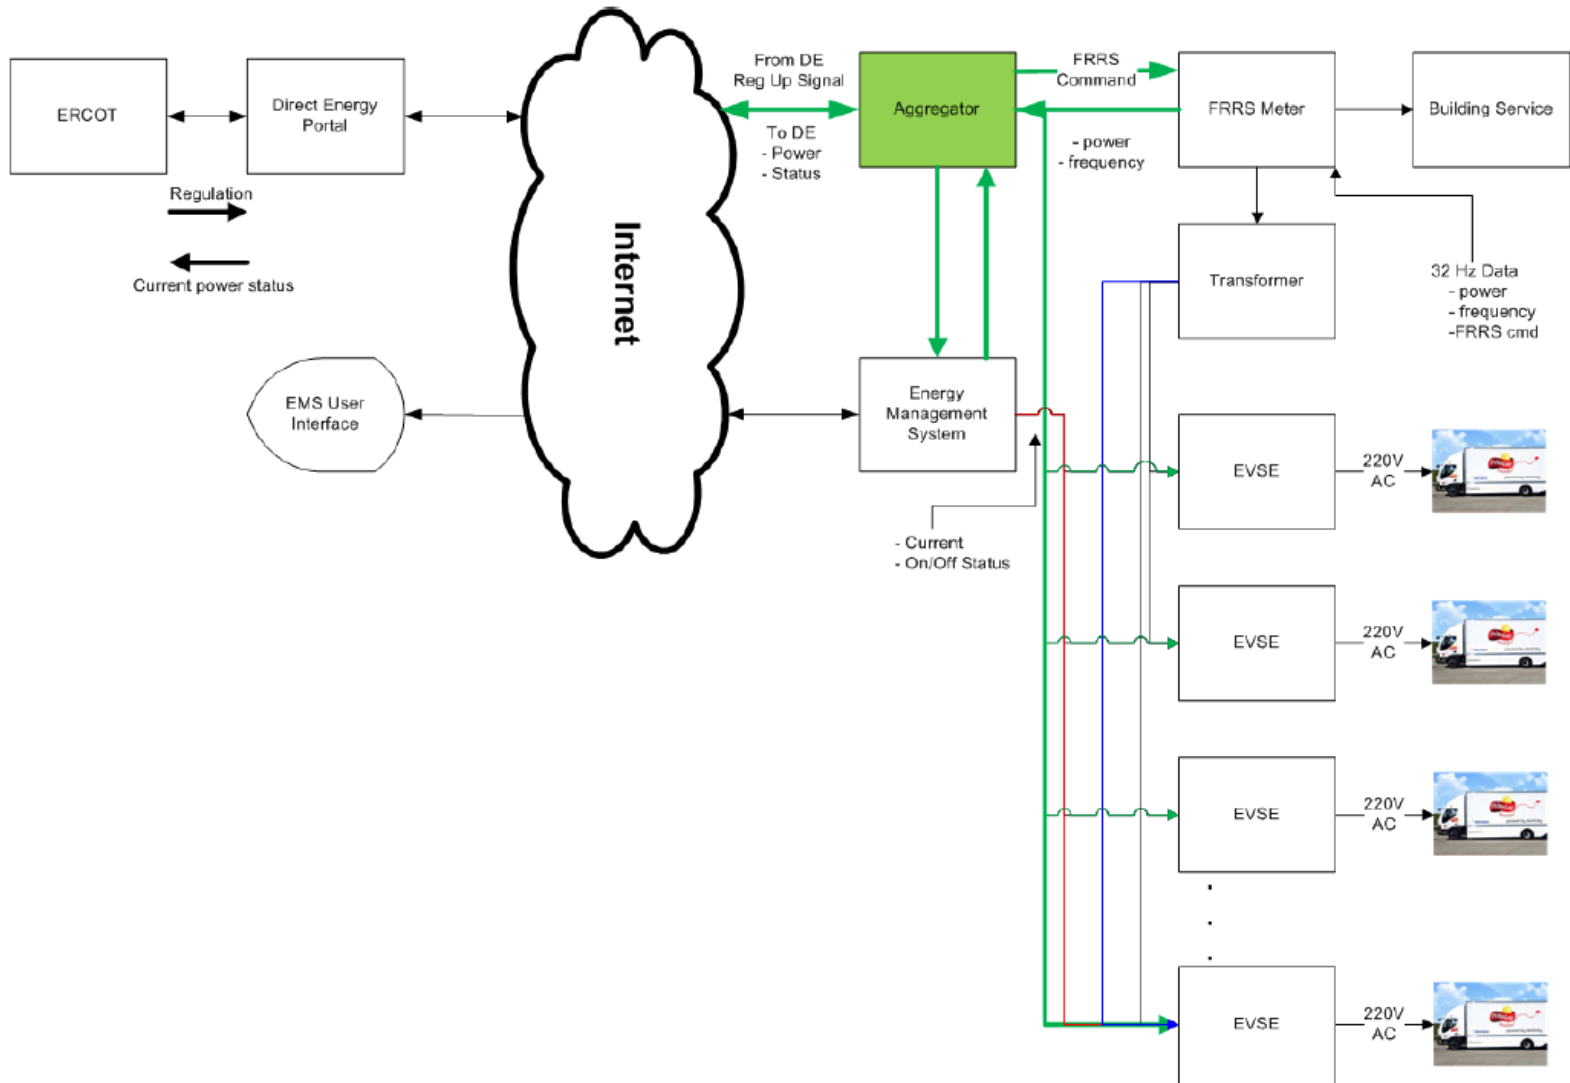 ERCOT
Direct Energy
Portal
Regulation
Current power status
EMS User
Interface
Internet
From DE
Reg Up Signal
To DE
- Power
- Status
Aggregator
FRRS
Command
- power
- frequency
FRRS Meter
Building Service
Transformer
32 Hz Data
- power
- frequency
-FRRS cmd
Energy
Management
System
- Current
- On/Off Status
EVSE
220V
AC
EVSE
220V
AC
EVSE
220V
AC
.
.
.
EVSE
220V
AC